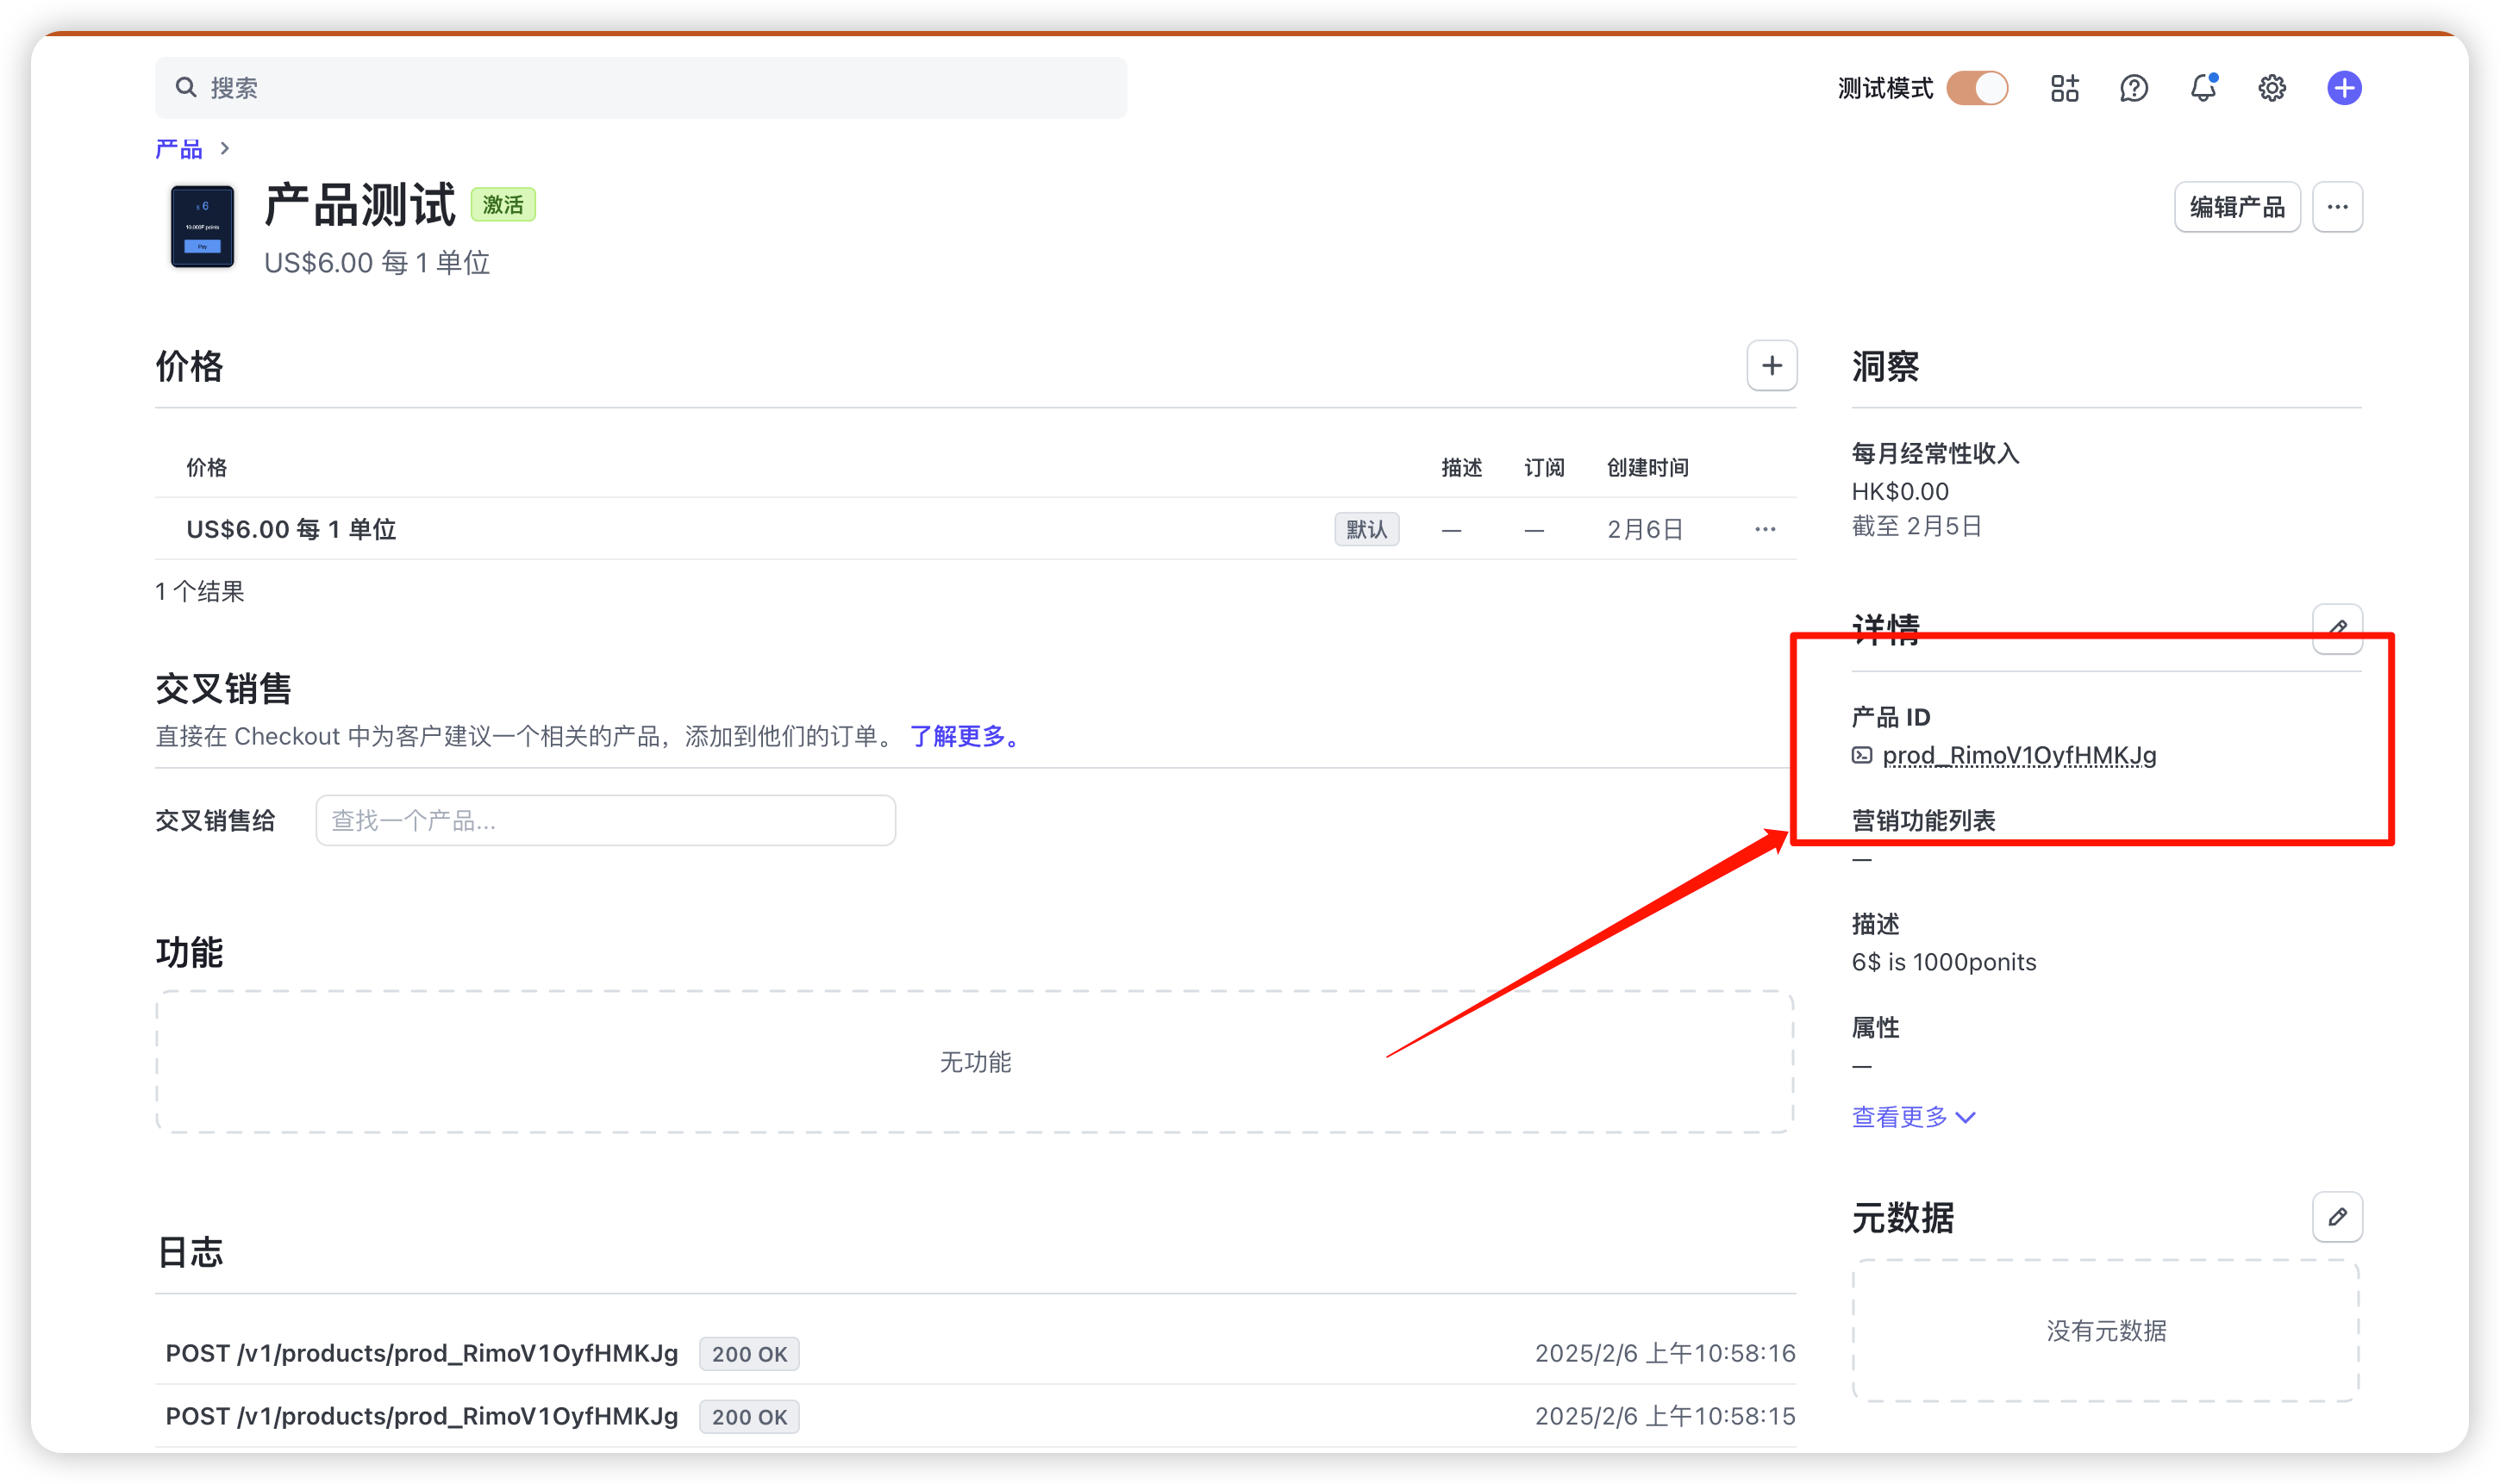 搜索
测试模式
产品
产品测试 激活
US$6.00 每 1 单位
编辑产品
6
Pay
价格
价格 描述 订阅 创建时间
US$6.00 每 1 单位 默认 — — 2月6日
1 个结果
交叉销售
直接在 Checkout 中为客户建议一个相关的产品，添加到他们的订单。 了解更多。
交叉销售给 查找一个产品...
功能
无功能
日志
POST /v1/products/prod_RimoV1OyfHMKJg 200 OK 2025/2/6 上午10:58:16
POST /v1/products/prod_RimoV1OyfHMKJg 200 OK 2025/2/6 上午10:58:15
洞察
每月经常性收入
HK$0.00
截至 2月5日
详情
产品 ID
prod_RimoV1OyfHMKJg
营销功能列表
—
描述
6$ is 1000ponits
属性
—
查看更多
元数据
没有元数据